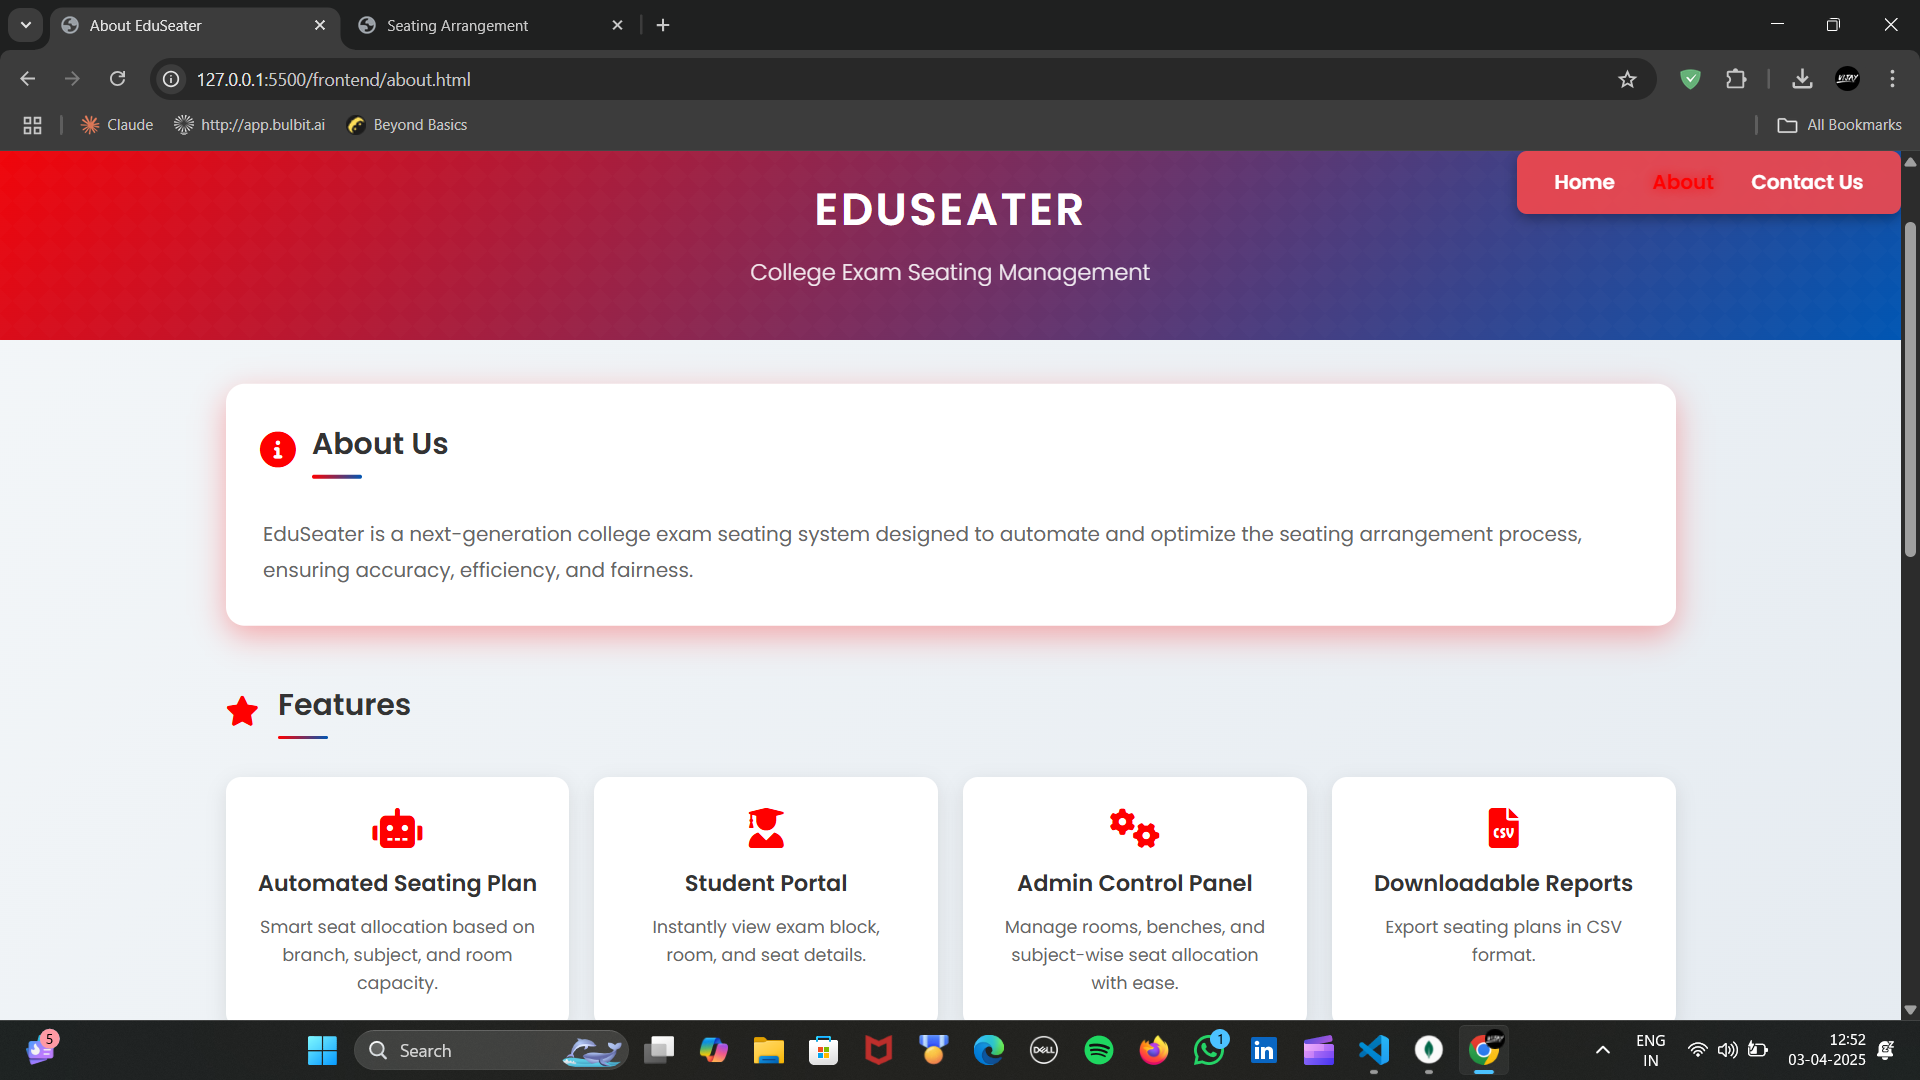 About EduSeater
Seating Arrangement
127.0.0.1:5500/frontend/about.html
VIJAY
Claude
http://app.bulbit.ai
Beyond Basics
All Bookmarks
Home
About
Contact Us
EDUSEATER
College Exam Seating Management
About Us
EduSeater is a next-generation college exam seating system designed to automate and optimize the seating arrangement process,
ensuring accuracy, efficiency, and fairness.
Features
Automated Seating Plan
Smart seat allocation based on
branch, subject, and room
capacity.
Student Portal
Instantly view exam block,
room, and seat details.
Admin Control Panel
Manage rooms, benches, and
subject-wise seat allocation
with ease.
CSV
Downloadable Reports
Export seating plans in CSV
format.
5
Search
DELL
1
in
ENG
IN
12:52
03-04-2025